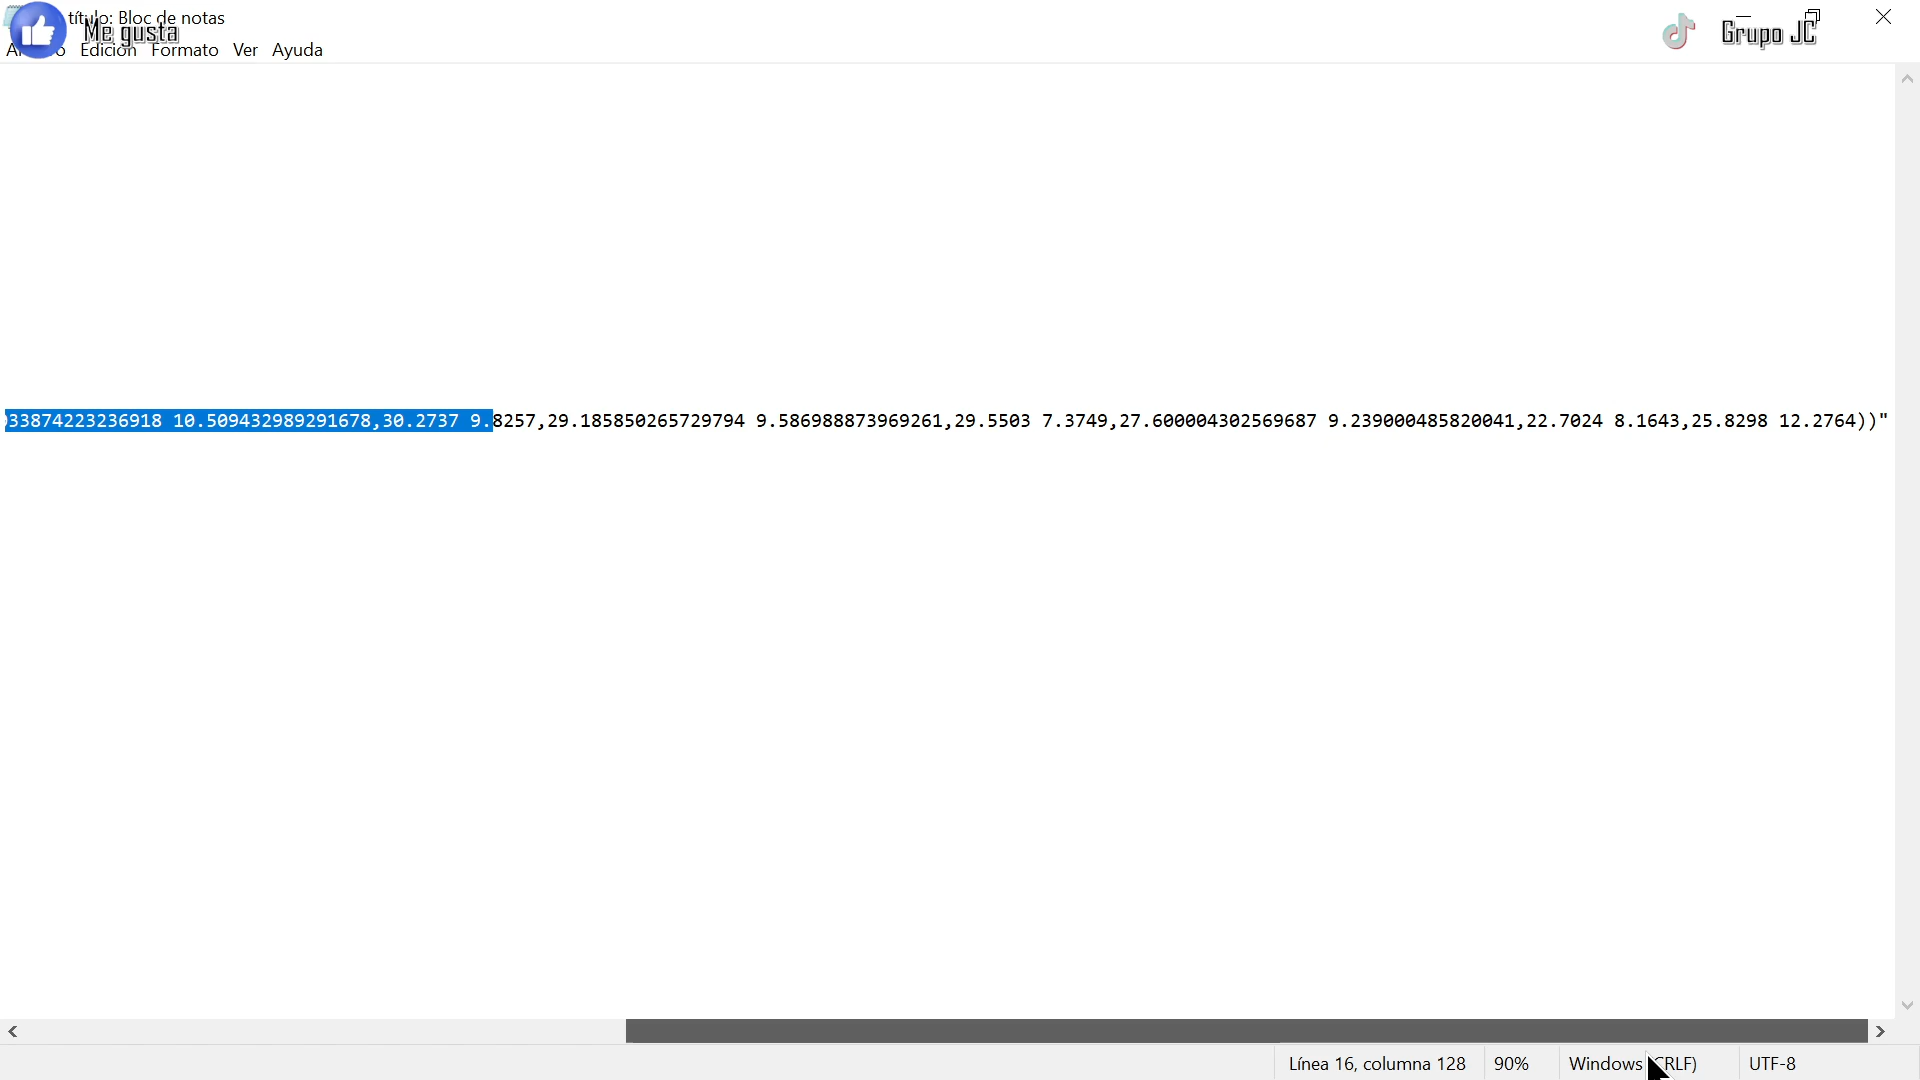 título: Bloc de notas
Me gusta
Grupo JC
Edición Formato Ver Ayuda
33874223236918 10.509432989291678,30.2737 9.8257,29.185850265729794 9.586988873969261,29.5503 7.3749,27.600004302569687 9.239000485820041,22.7024 8.1643,25.8298 12.2764))"
Línea 16, columna 128 90% Windows CRLF) UTF-8